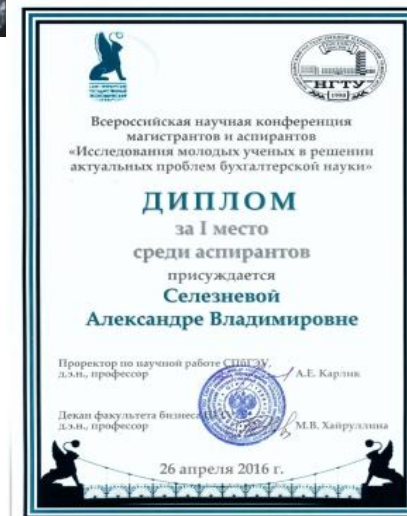 НГТУ
1950
Всероссийская научная конференция
магистрантов и аспирантов
«Исследования молодых ученых в решении
актуальных проблем бухгалтерской науки»
ДИПЛОМ
за I место
среди аспирантов
присуждается
Селезневой
Александре Владимировне
Проректор по научной работе СПбГЭУ,
д.э.н., профессор
А.Е. Карлик
Декан факультета бизнеса НГТУ
д.э.н., профессор
М.В. Хайруллина
26 апреля 2016 г.